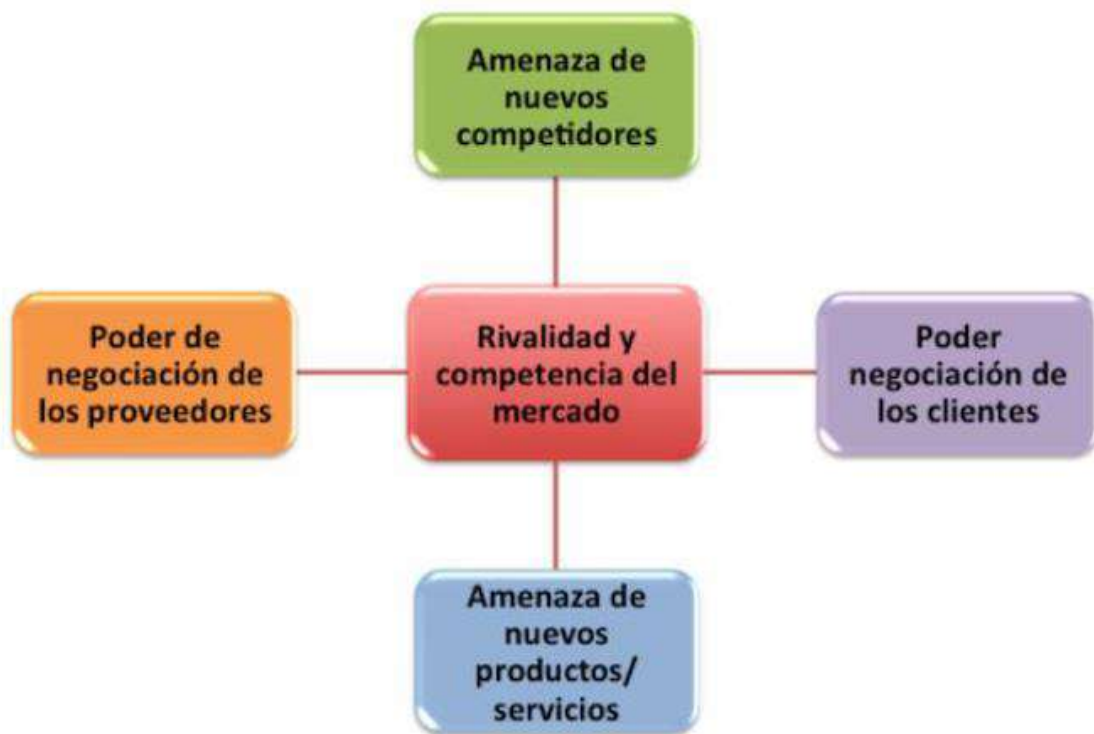 Amenaza de
nuevos
competidores
Poder de
negociación de
los proveedores
Rivalidad y
competencia del
mercado
Poder
negociación de
los clientes
Amenaza de
nuevos
productos/
servicios